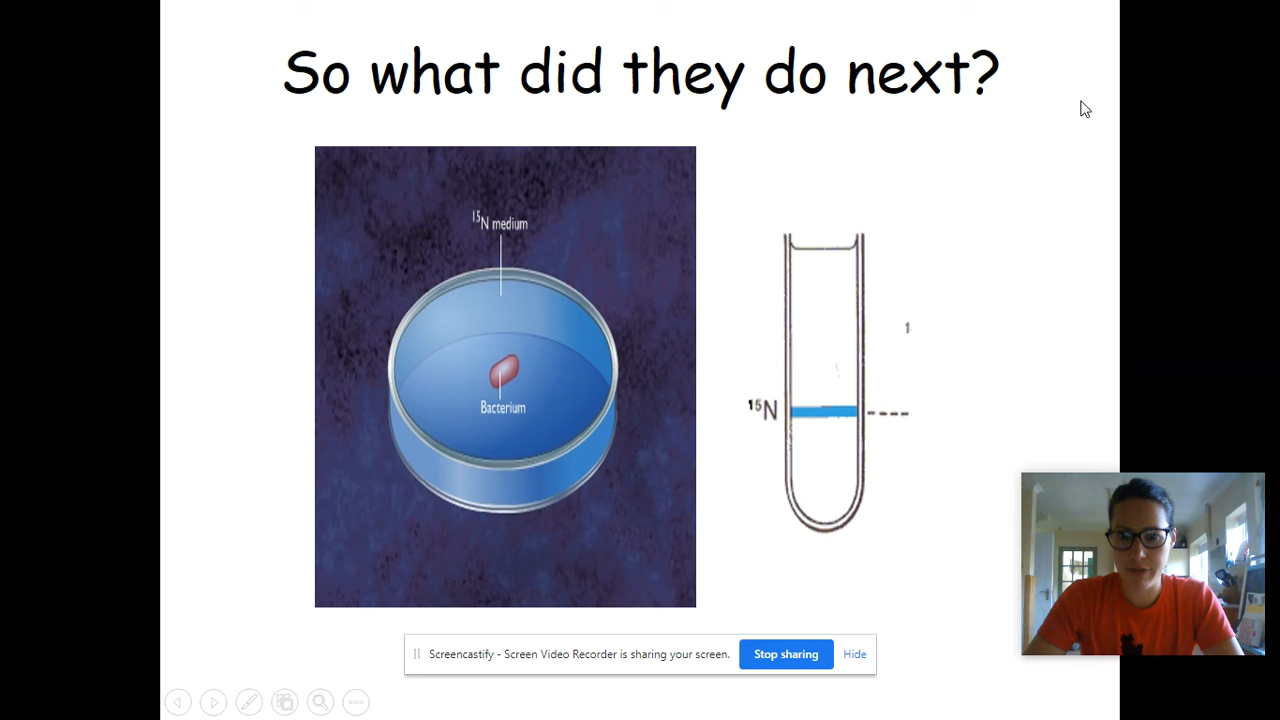 So what did they do next?
¹⁵N medium
Bacterium
1
¹⁵N
Screencastify - Screen Video Recorder is sharing your screen.
Stop sharing
Hide